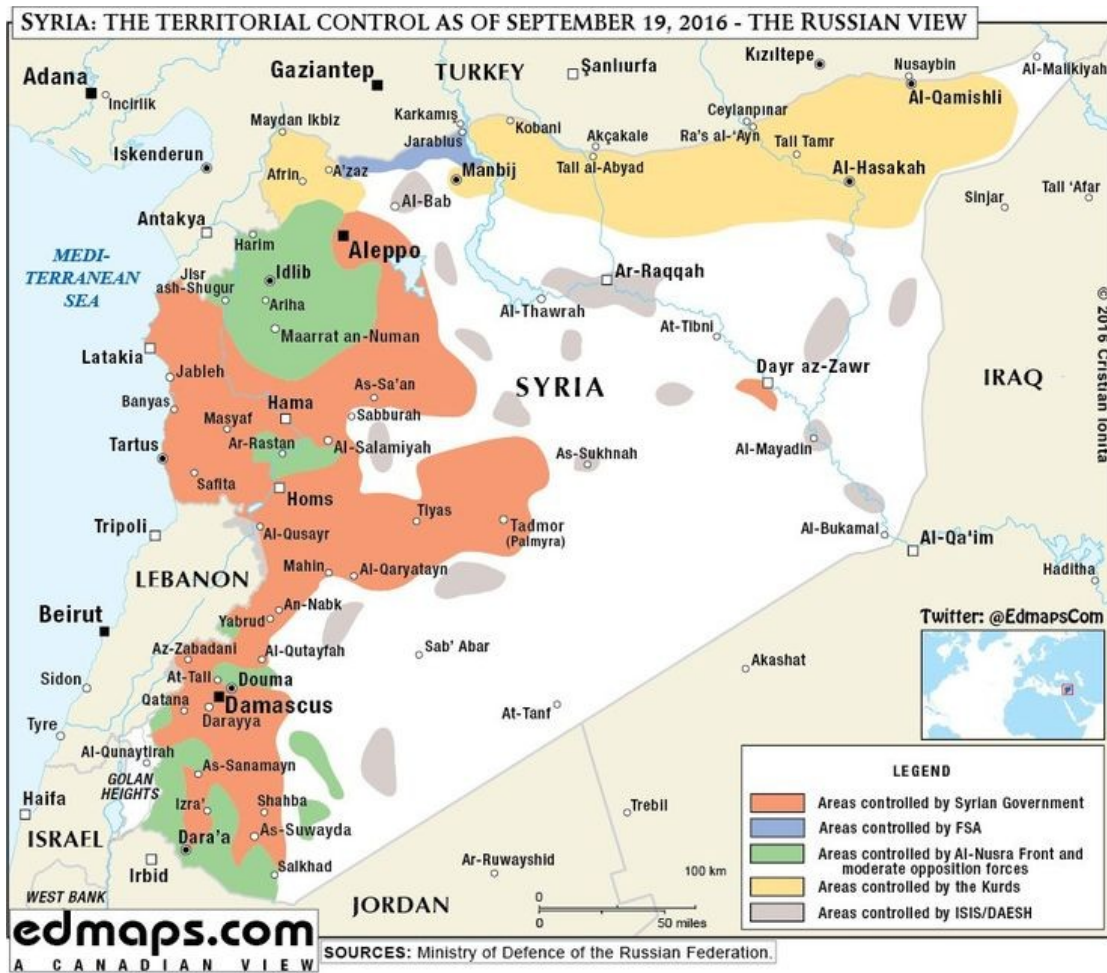 SYRIA: THE TERRITORIAL CONTROL AS OF SEPTEMBER 19, 2016 - THE RUSSIAN VIEW
Adana
Incirlik
Gaziantep
TURKEY
Şanlıurfa
Kızıltepe
Nusaybin
Al-Malikiyah
Al-Qamishli
Maydan Ikbiz
Karkamış
Jarablus
Kobani
Akçakale
Ceylanpınar
Ra's al-'Ayn
Tall Tamr
Iskenderun
Afrin
A'zaz
Manbij
Tall al-Abyad
Al-Hasakah
Al-Bab
Sinjar
Tall 'Afar
Antakya
Harim
Aleppo
MEDI-
TERRANEAN
SEA
Jisr
ash-Shugur
Idlib
Ariha
Ar-Raqqah
Al-Thawrah
Maarrat an-Numan
At-Tibni
© 2016 Cristian Ionita
Latakia
Jableh
SYRIA
Dayr az-Zawr
IRAQ
Banyas
As-Sa'an
Hama
Sabburah
Masyaf
Ar-Rastan
Al-Salamiyah
Tartus
As-Sukhnah
Al-Mayadin
Safita
Homs
Tripoli
Al-Qusayr
Tiyas
Tadmor
(Palmyra)
Al-Bukamal
Al-Qa'im
LEBANON
Mahin
Al-Qaryatayn
Haditha
Beirut
An-Nabk
Yabrud
Twitter: @EdmapsCom
Az-Zabadani
Al-Qutayfah
Sab' Abar
Akashat
Sidon
At-Tall
Douma
Damascus
Qatana
Darayya
At-Tanf
Tyre
Al-Qunaytirah
GOLAN
HEIGHTS
As-Sanamayn
Haifa
Izra'
Shahba
Trebil
ISRAEL
Dara'a
As-Suwayda
Irbid
Salkhad
Ar-Ruwayshid
WEST BANK
JORDAN
100 km
0
0
50 miles
LEGEND
Areas controlled by Syrian Government
Areas controlled by FSA
Areas controlled by Al-Nusra Front and
moderate opposition forces
Areas controlled by the Kurds
Areas controlled by ISIS/DAESH
edmaps.com
A CANADIAN VIEW
SOURCES: Ministry of Defence of the Russian Federation.